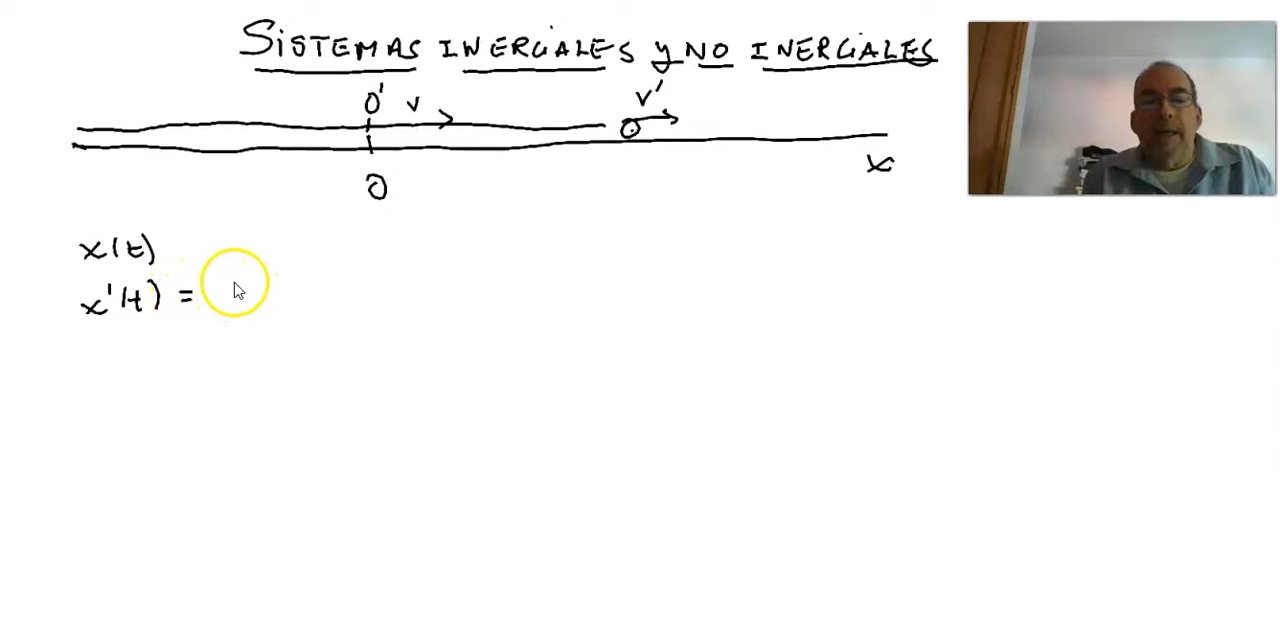 SISTEMAS INERCIALES y NO INERCIALES
O' v v'
x
O
x(t)
x'(t) =